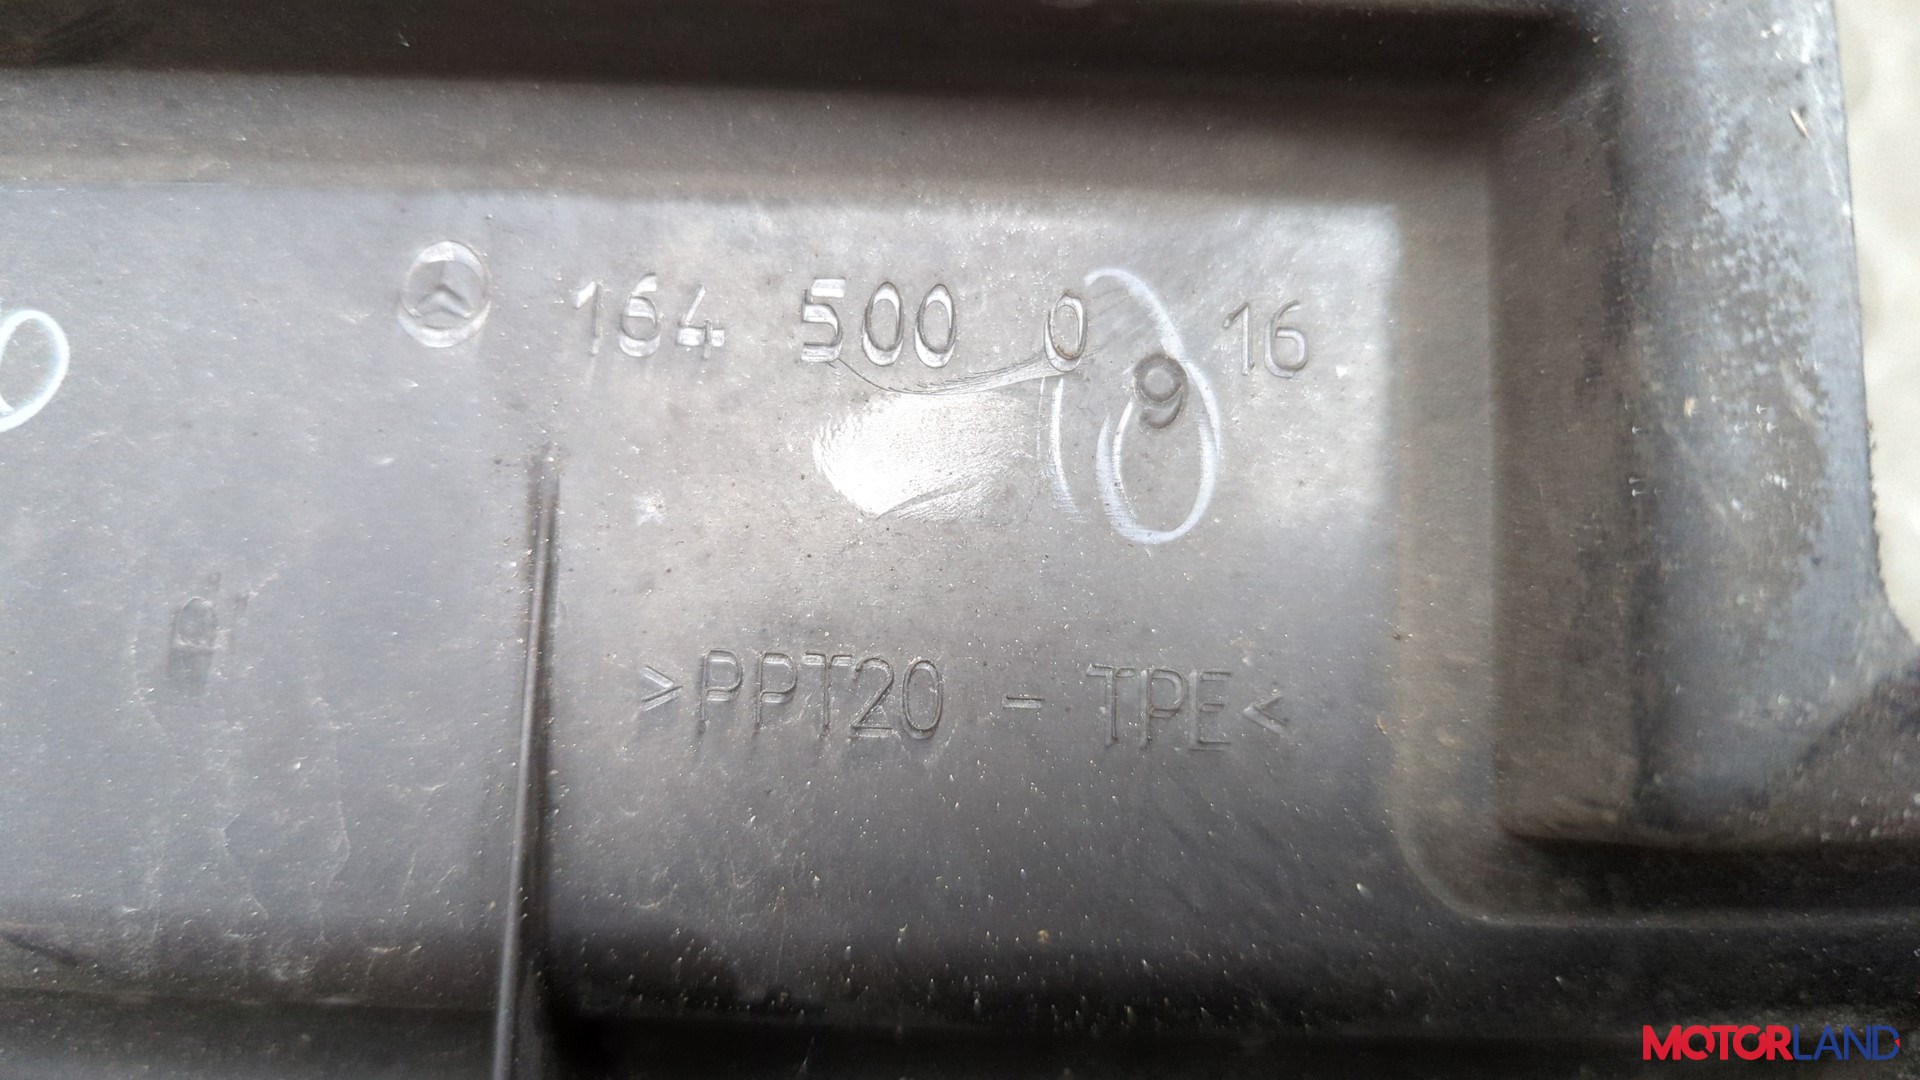 164 500 0 16
9
>PPT20 - TPE<
MOTORLAND